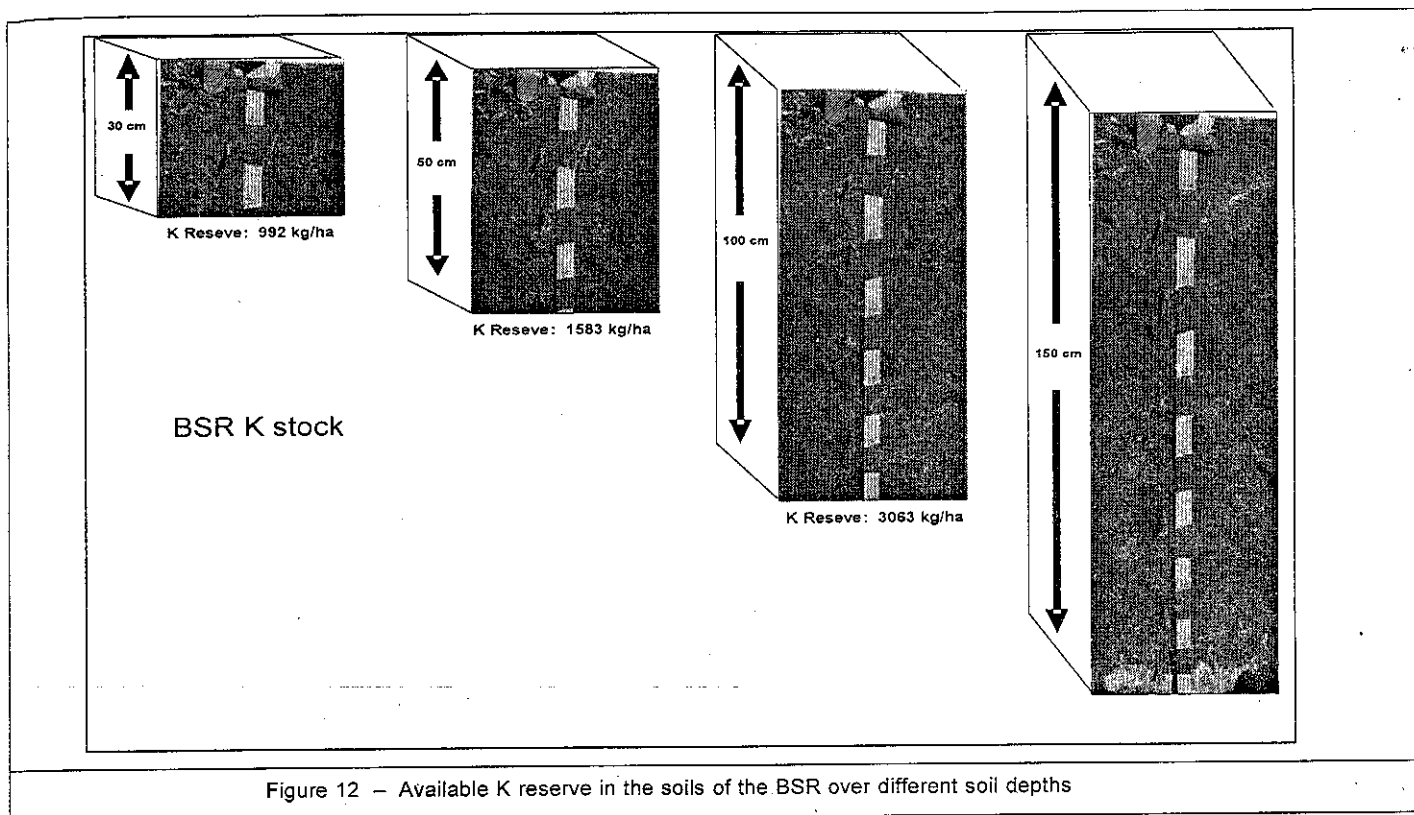 30 cm
K Reseve: 992 kg/ha
50 cm
K Reseve: 1583 kg/ha
100 cm
K Reseve: 3063 kg/ha
150 cm
BSR K stock
Figure 12 – Available K reserve in the soils of the BSR over different soil depths